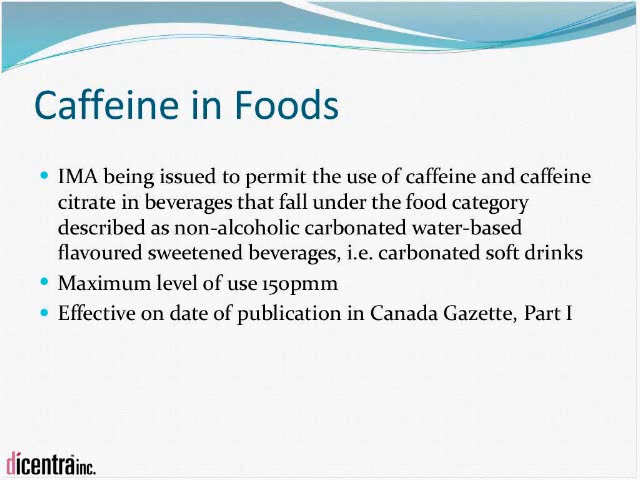 Caffeine in Foods
• IMA being issued to permit the use of caffeine and caffeine
citrate in beverages that fall under the food category
described as non-alcoholic carbonated water-based
flavoured sweetened beverages, i.e. carbonated soft drinks
• Maximum level of use 150pmm
• Effective on date of publication in Canada Gazette, Part I
dicentra inc.